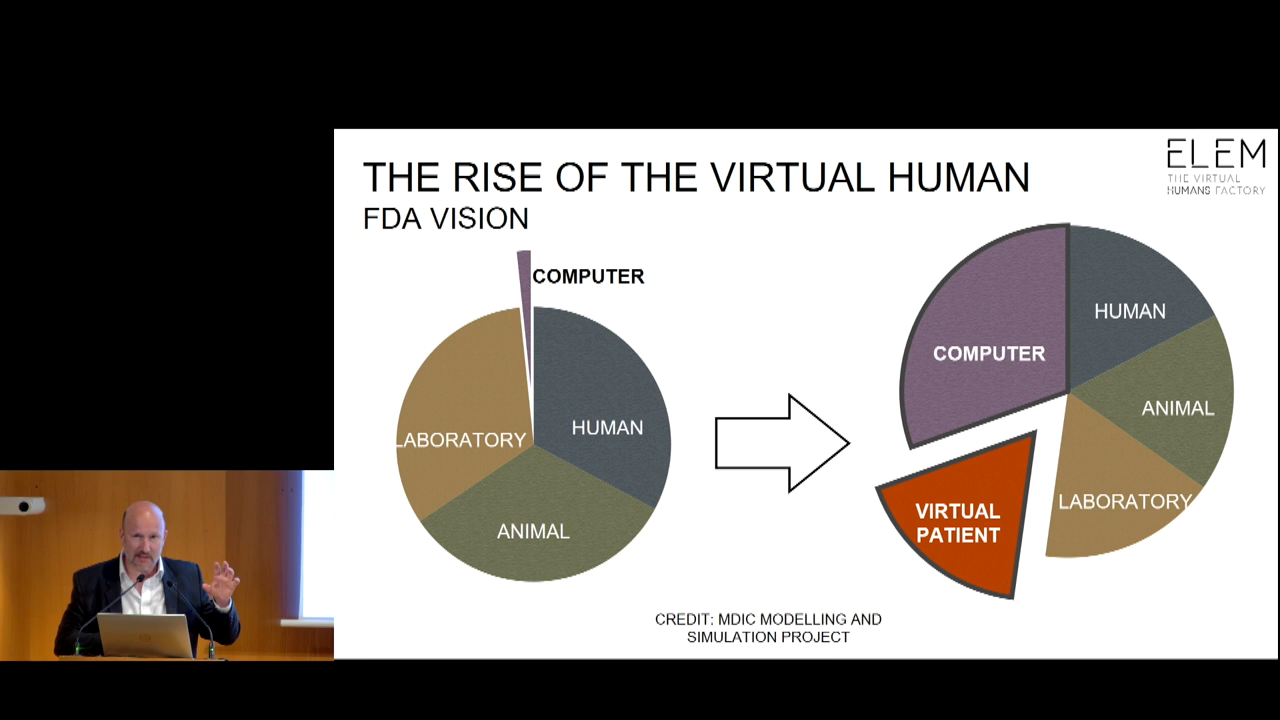 THE RISE OF THE VIRTUAL HUMAN
FDA VISION
ELEM
THE VIRTUAL
HUMANS FACTORY
COMPUTER
LABORATORY
HUMAN
ANIMAL
COMPUTER
HUMAN
ANIMAL
LABORATORY
VIRTUAL
PATIENT
CREDIT: MDIC MODELLING AND
SIMULATION PROJECT